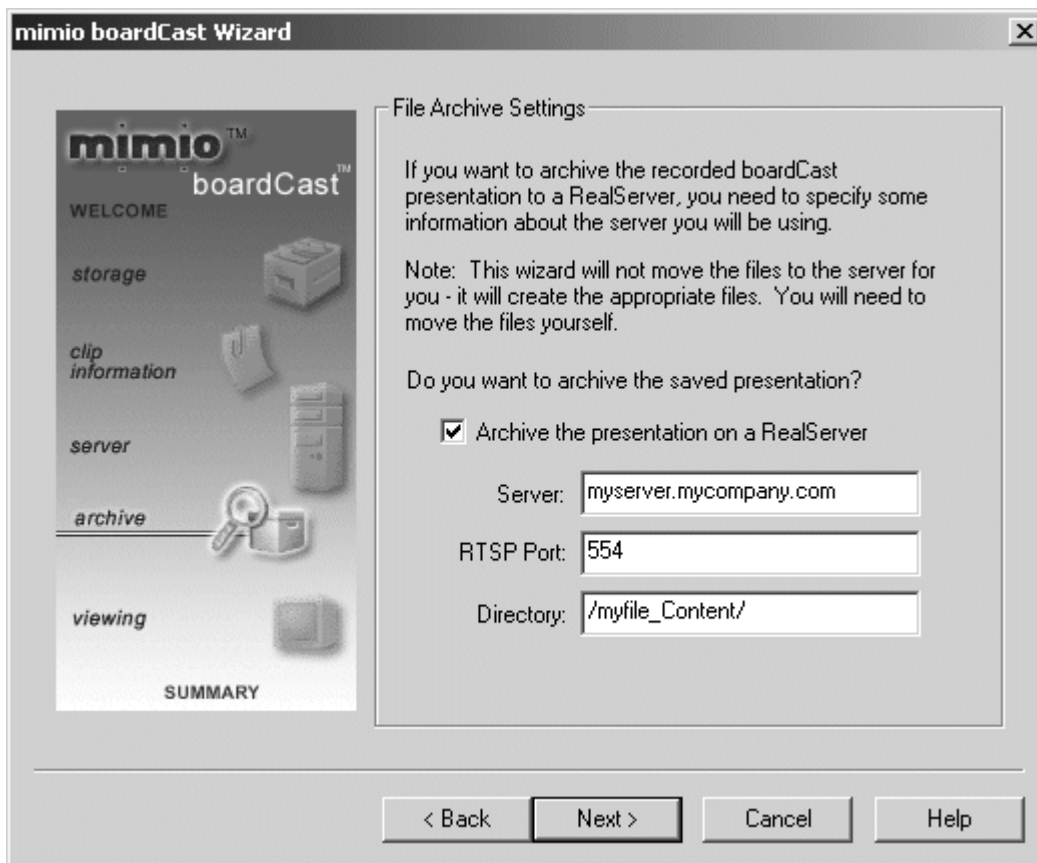 mimio boardCast Wizard
mimio™
boardCast™
WELCOME
storage
clip
information
server
archive
viewing
SUMMARY
File Archive Settings
If you want to archive the recorded boardCast
presentation to a RealServer, you need to specify some
information about the server you will be using.
Note:  This wizard will not move the files to the server for
you - it will create the appropriate files.  You will need to
move the files yourself.
Do you want to archive the saved presentation?
Archive the presentation on a RealServer
Server: myserver.mycompany.com
RTSP Port: 554
Directory: /myfile_Content/
< Back Next > Cancel Help